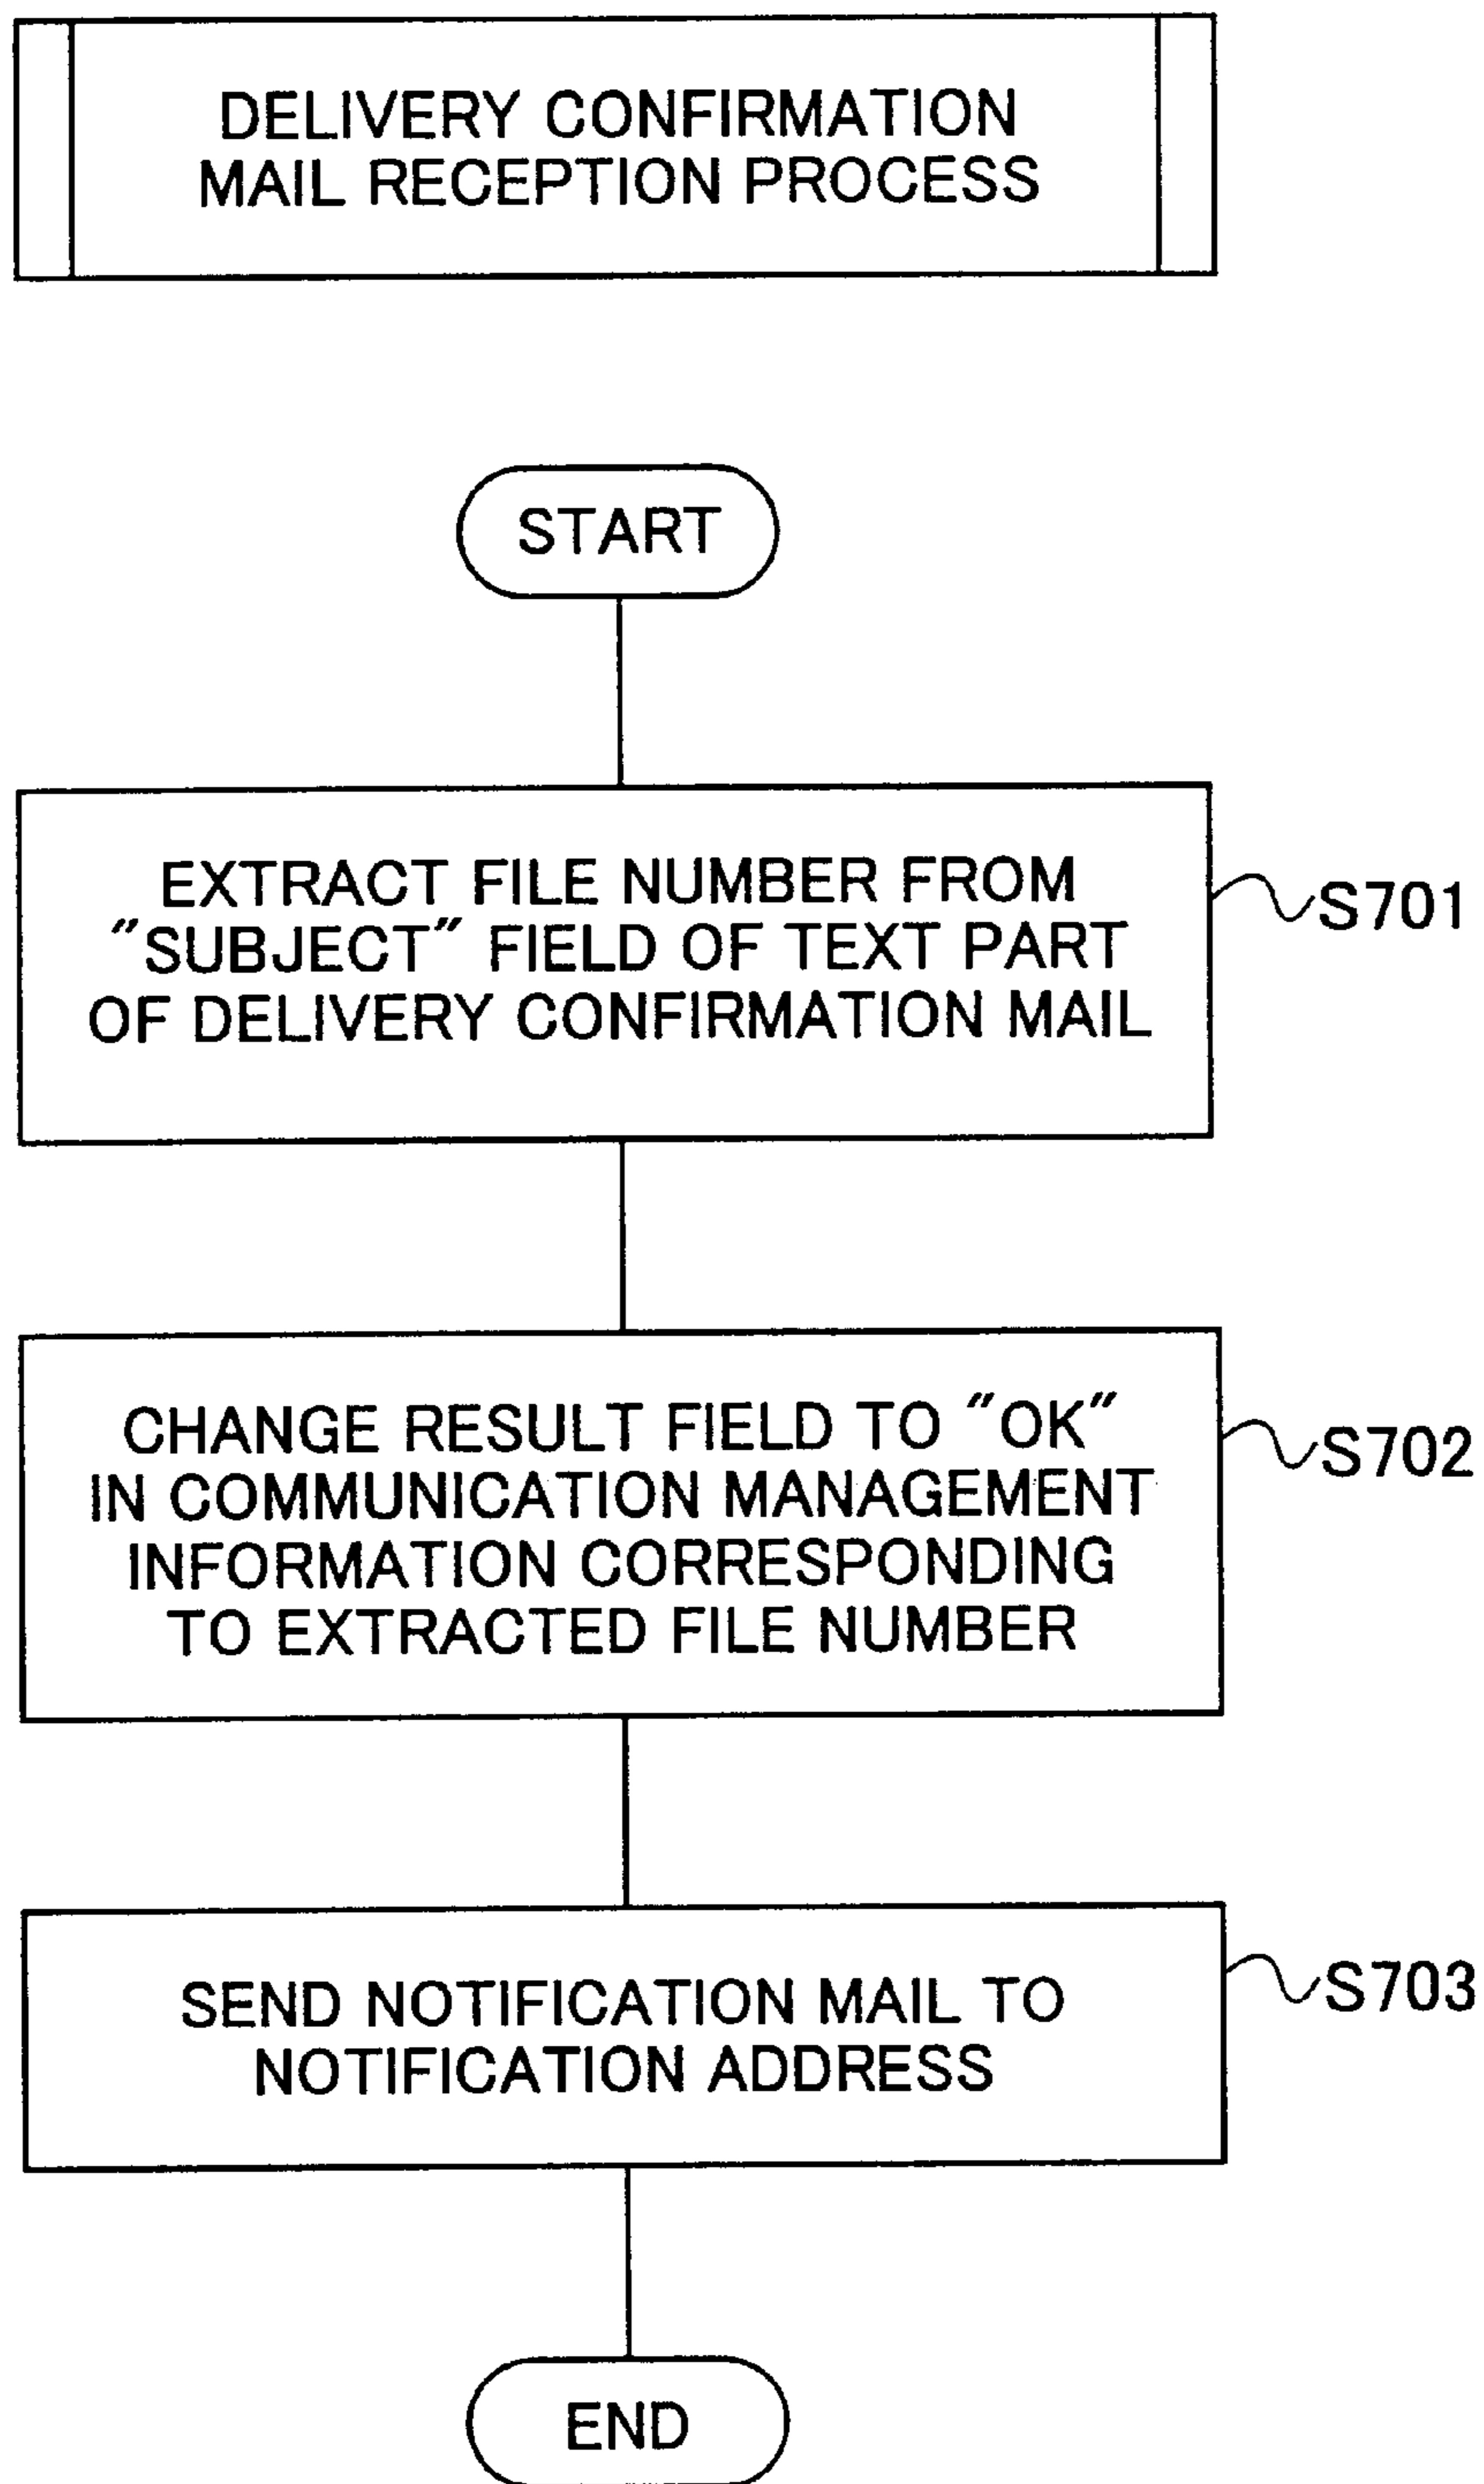 DELIVERY CONFIRMATION
MAIL RECEPTION PROCESS
START
EXTRACT FILE NUMBER FROM
"SUBJECT" FIELD OF TEXT PART
OF DELIVERY CONFIRMATION MAIL
S701
CHANGE RESULT FIELD TO "OK"
IN COMMUNICATION MANAGEMENT
INFORMATION CORRESPONDING
TO EXTRACTED FILE NUMBER
S702
SEND NOTIFICATION MAIL TO
NOTIFICATION ADDRESS
S703
END